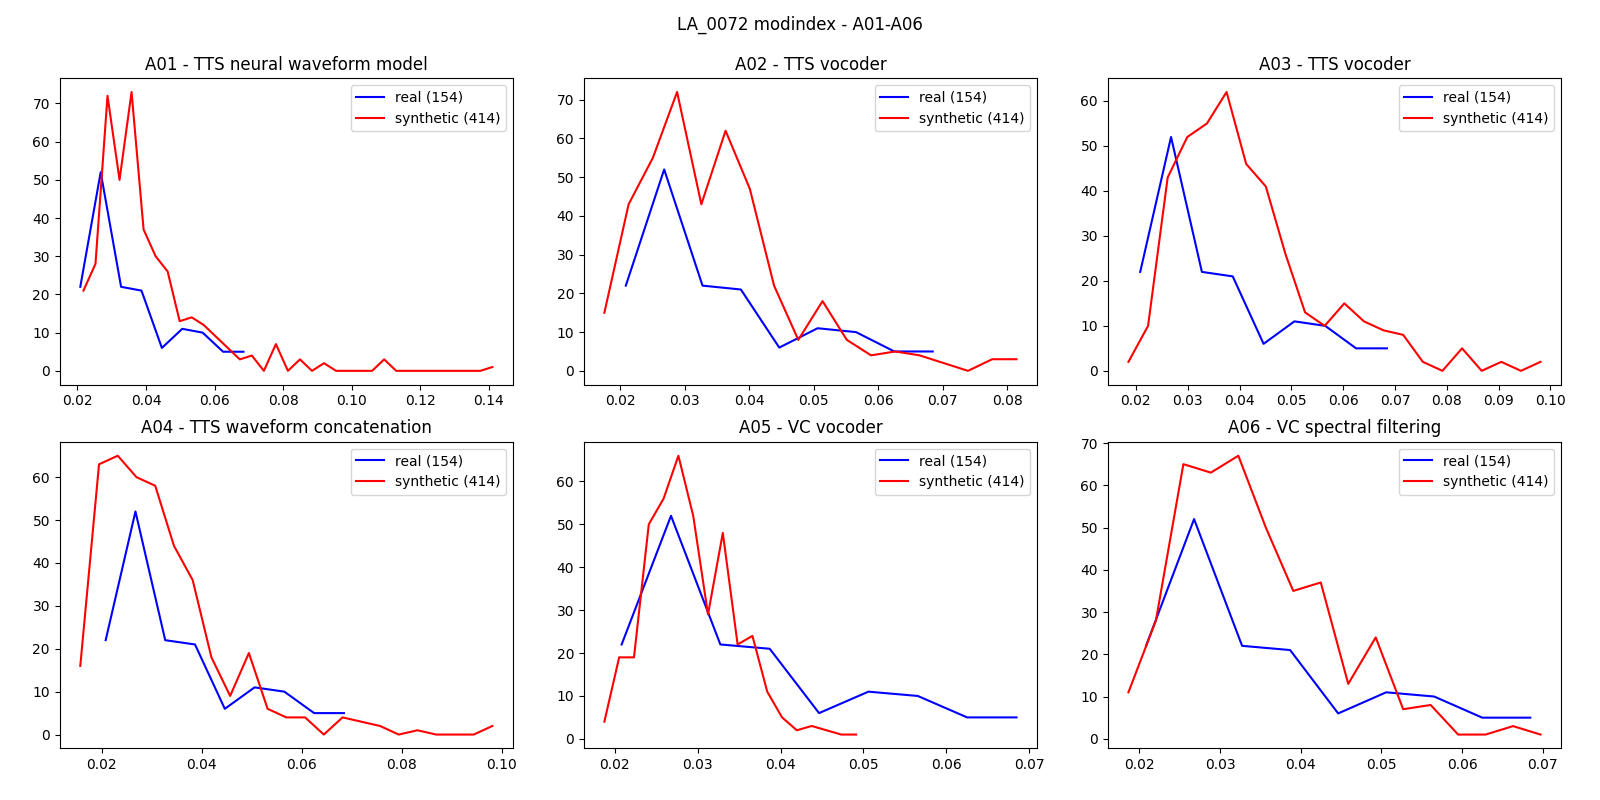 LA_0072 modindex - A01-A06
A01 - TTS neural waveform model
real (154)
synthetic (414)
70
60
50
40
30
20
10
0
0.02 0.04 0.06 0.08 0.10 0.12 0.14
A02 - TTS vocoder
real (154)
synthetic (414)
70
60
50
40
30
20
10
0
0.02 0.03 0.04 0.05 0.06 0.07 0.08
A03 - TTS vocoder
real (154)
synthetic (414)
60
50
40
30
20
10
0
0.02 0.03 0.04 0.05 0.06 0.07 0.08 0.09 0.10
A04 - TTS waveform concatenation
real (154)
synthetic (414)
60
50
40
30
20
10
0
0.02 0.04 0.06 0.08 0.10
A05 - VC vocoder
real (154)
synthetic (414)
60
50
40
30
20
10
0
0.02 0.03 0.04 0.05 0.06 0.07
A06 - VC spectral filtering
real (154)
synthetic (414)
70
60
50
40
30
20
10
0
0.02 0.03 0.04 0.05 0.06 0.07